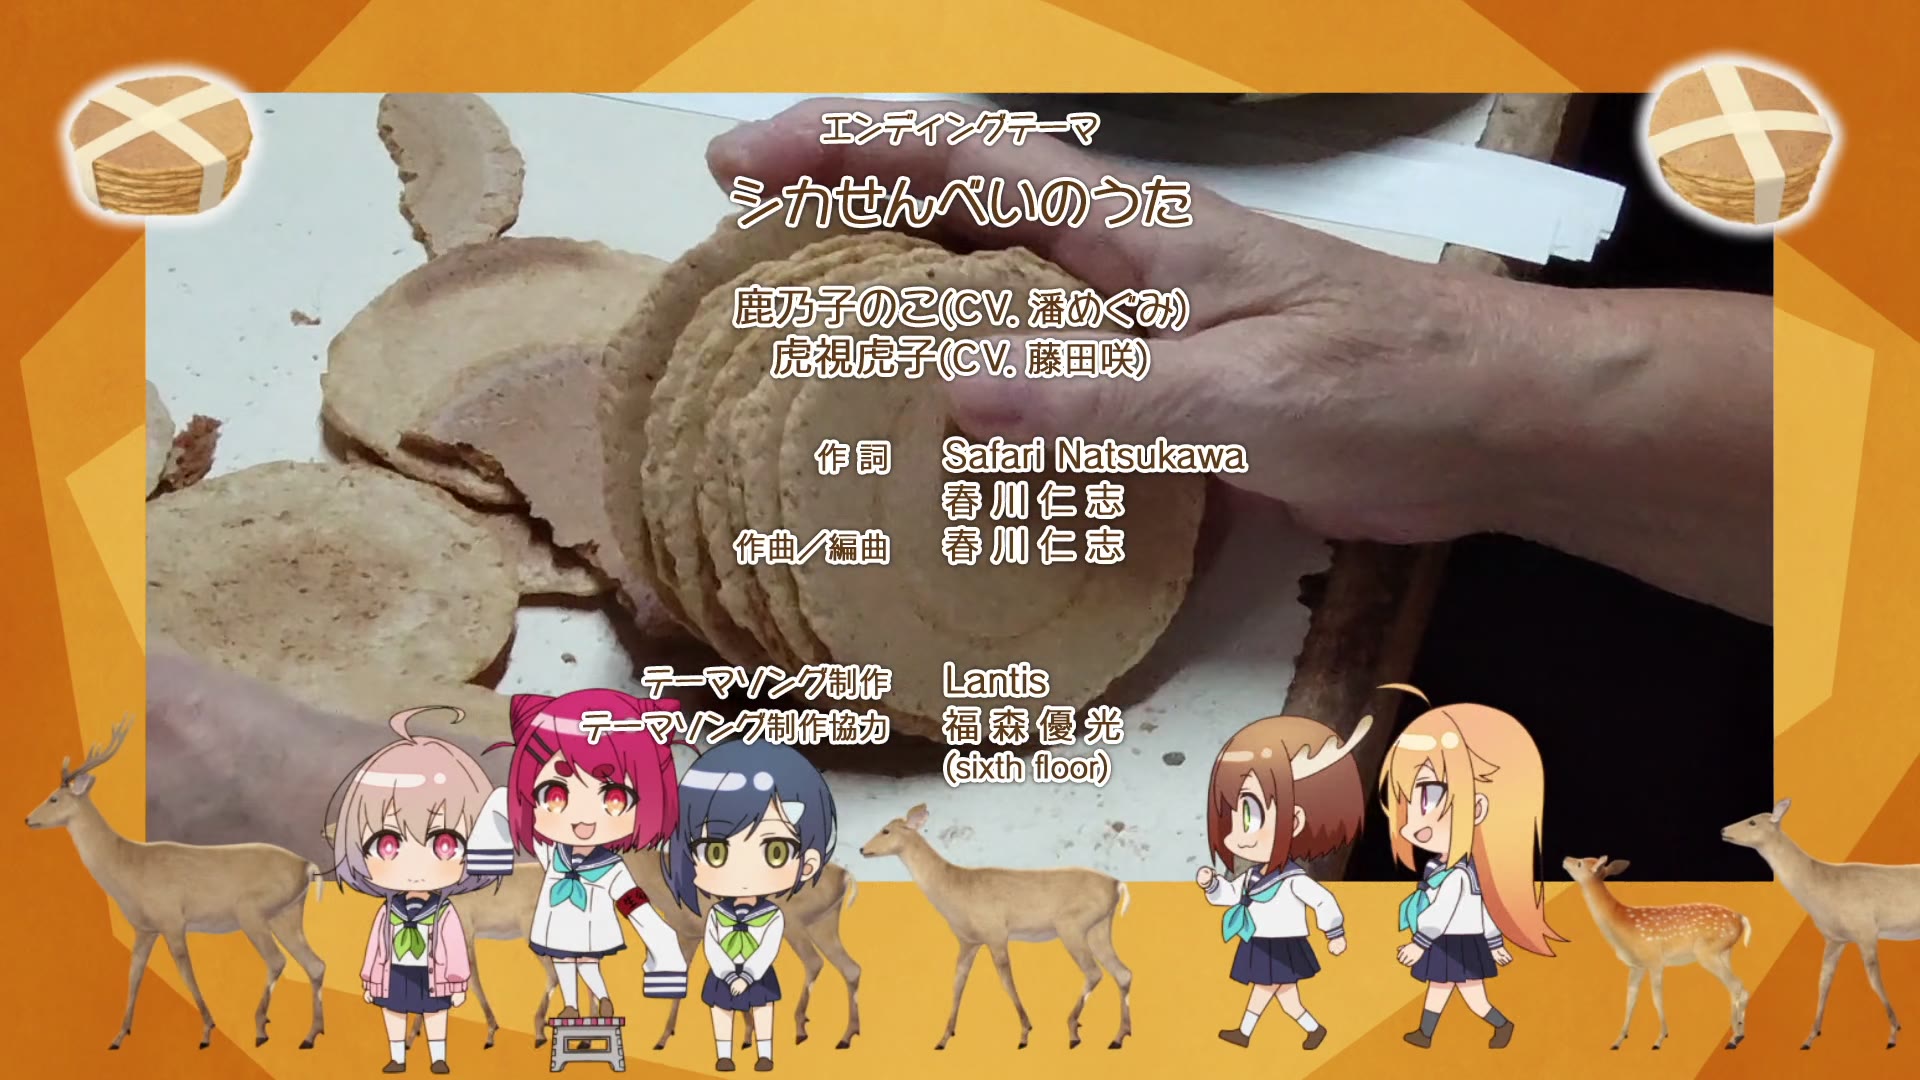 エンディングテーマ
シカせんべいのうた
鹿乃子のこ(CV. 潘めぐみ)
虎視虎子(CV. 藤田咲)
作詞 Safari Natsukawa
春川仁志
作曲／編曲 春川仁志
テーマソング制作 Lantis
テーマソング制作協力 福森優光
(sixth floor)